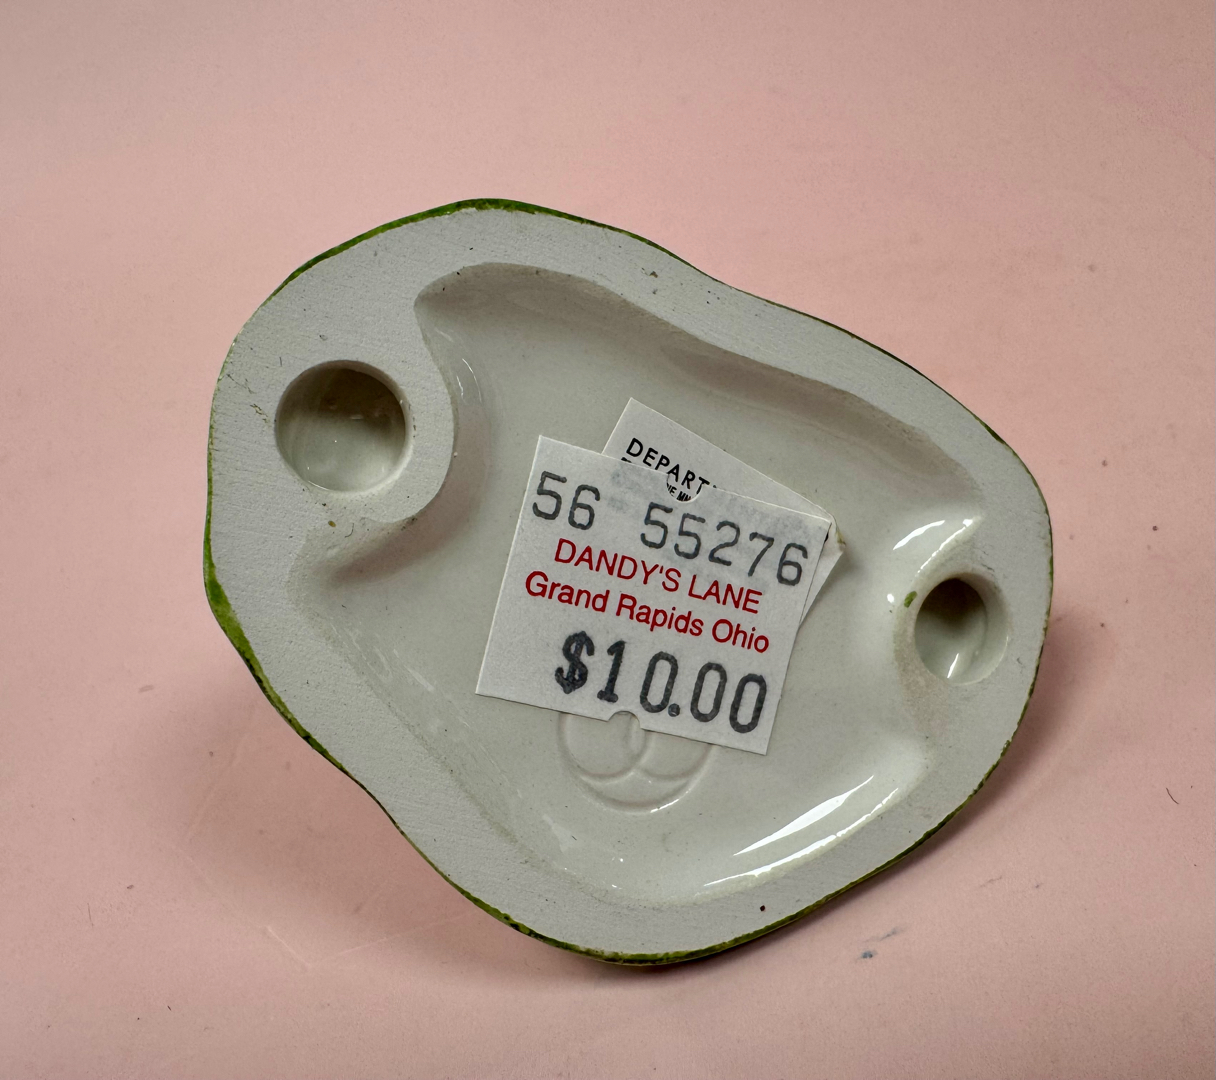 DEPART
56 55276
DANDY'S LANE
Grand Rapids Ohio
$10.00